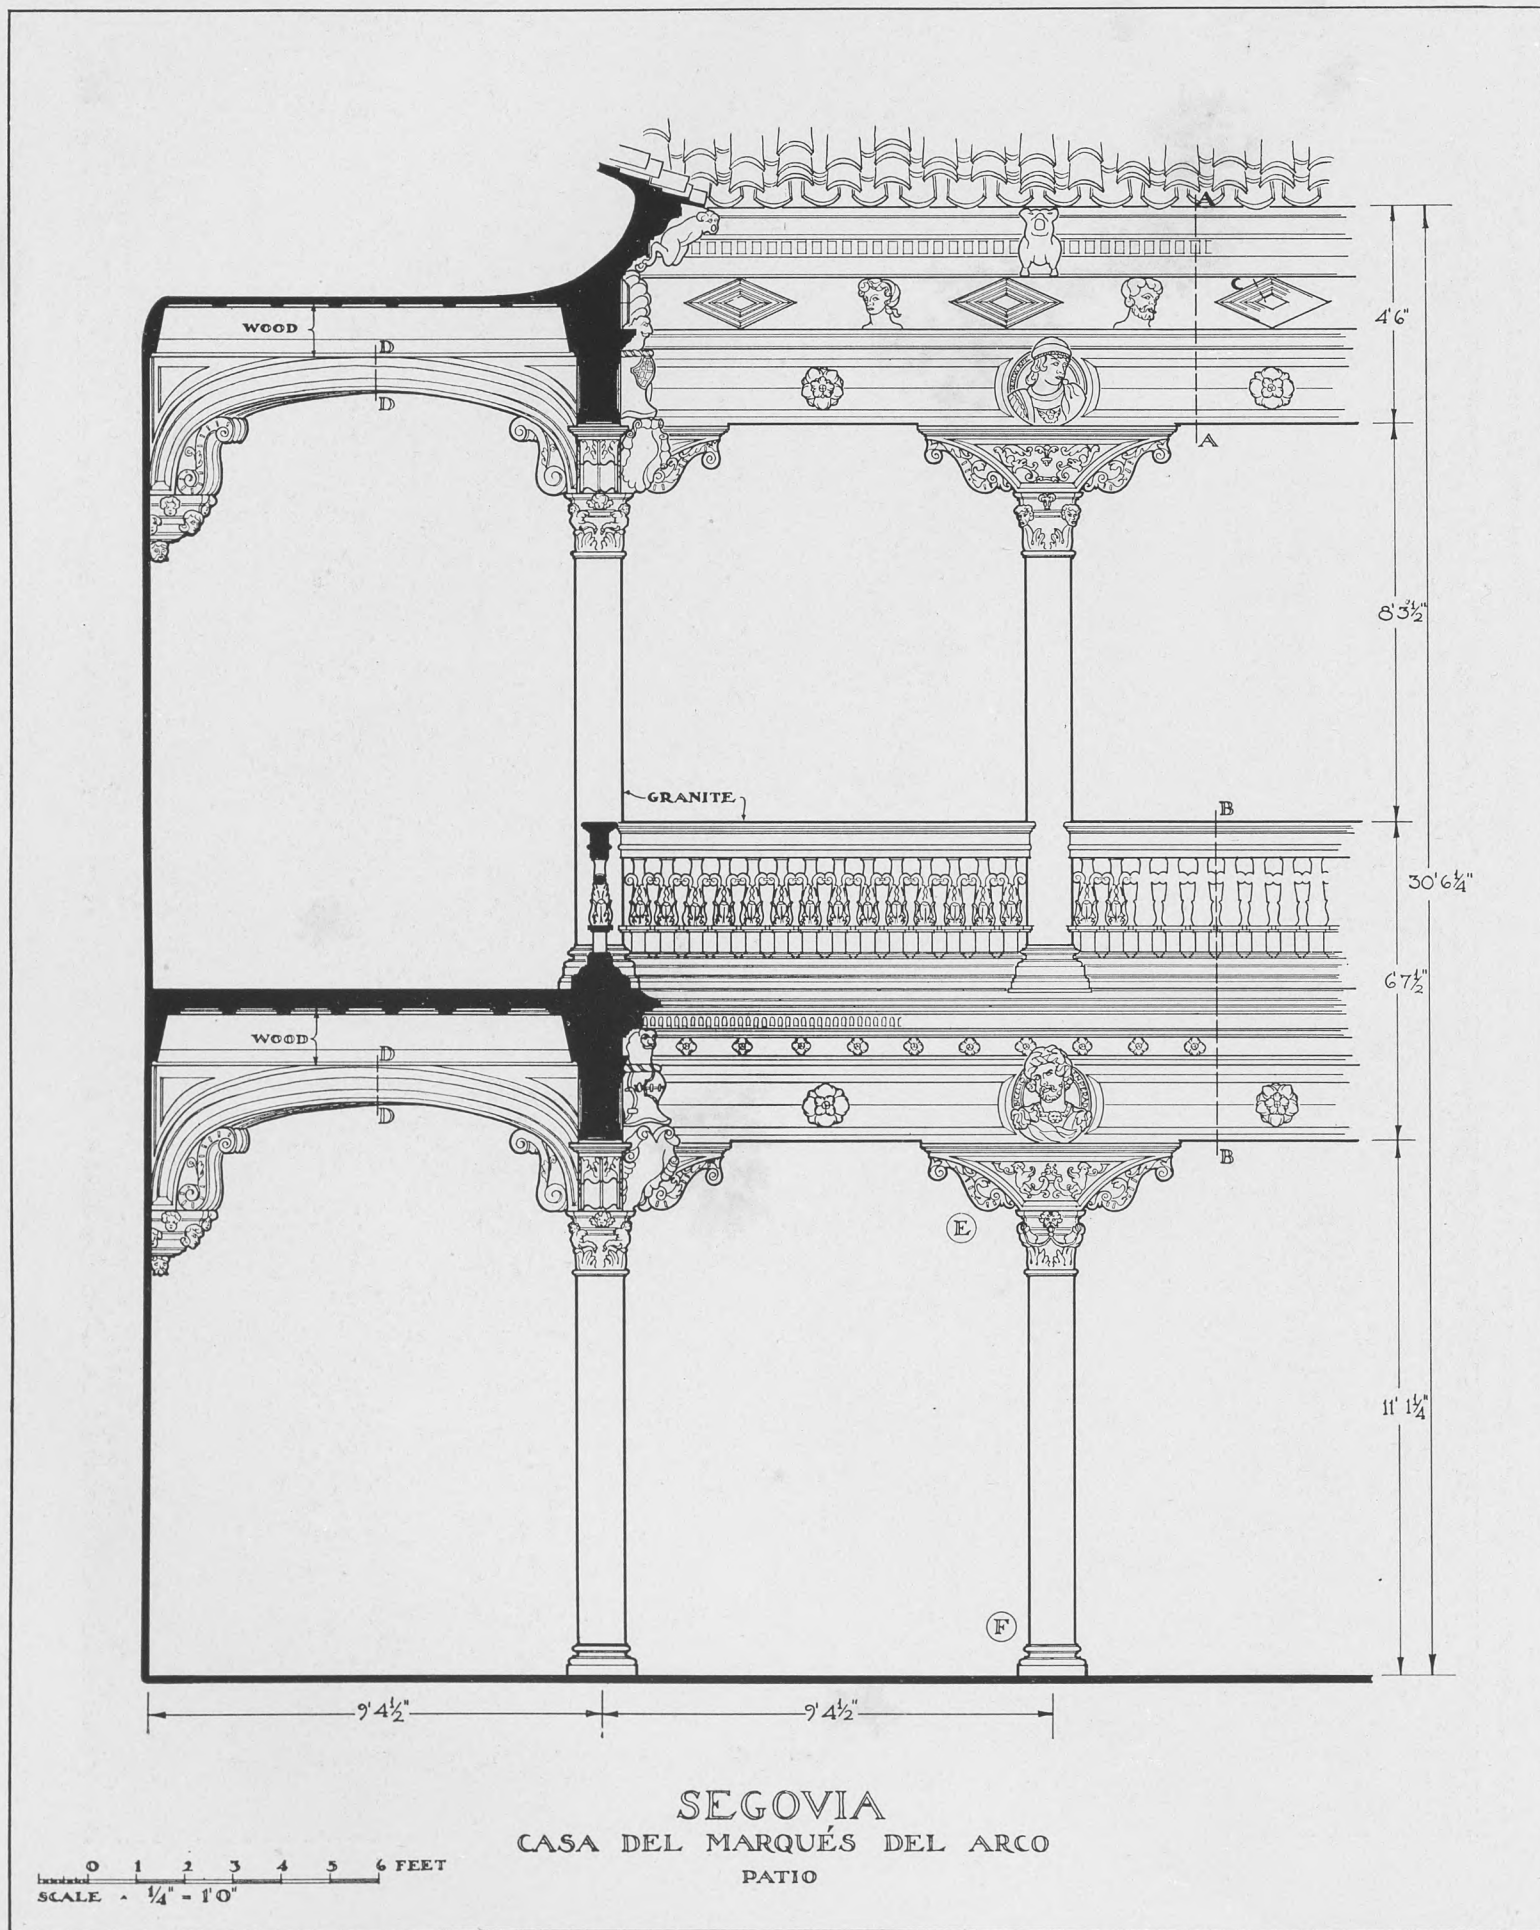 A
C
WOOD
4'6"
D
D
A
8'3½"
GRANITE
B
30'6¼"
6'7½"
WOOD
D
D
B
E
11' 1¼"
F
9'4½"
9'4½"
SEGOVIA
CASA DEL MARQUÉS DEL ARCO
PATIO
0 1 2 3 4 5 6 FEET
SCALE - ¼" = 1'0"